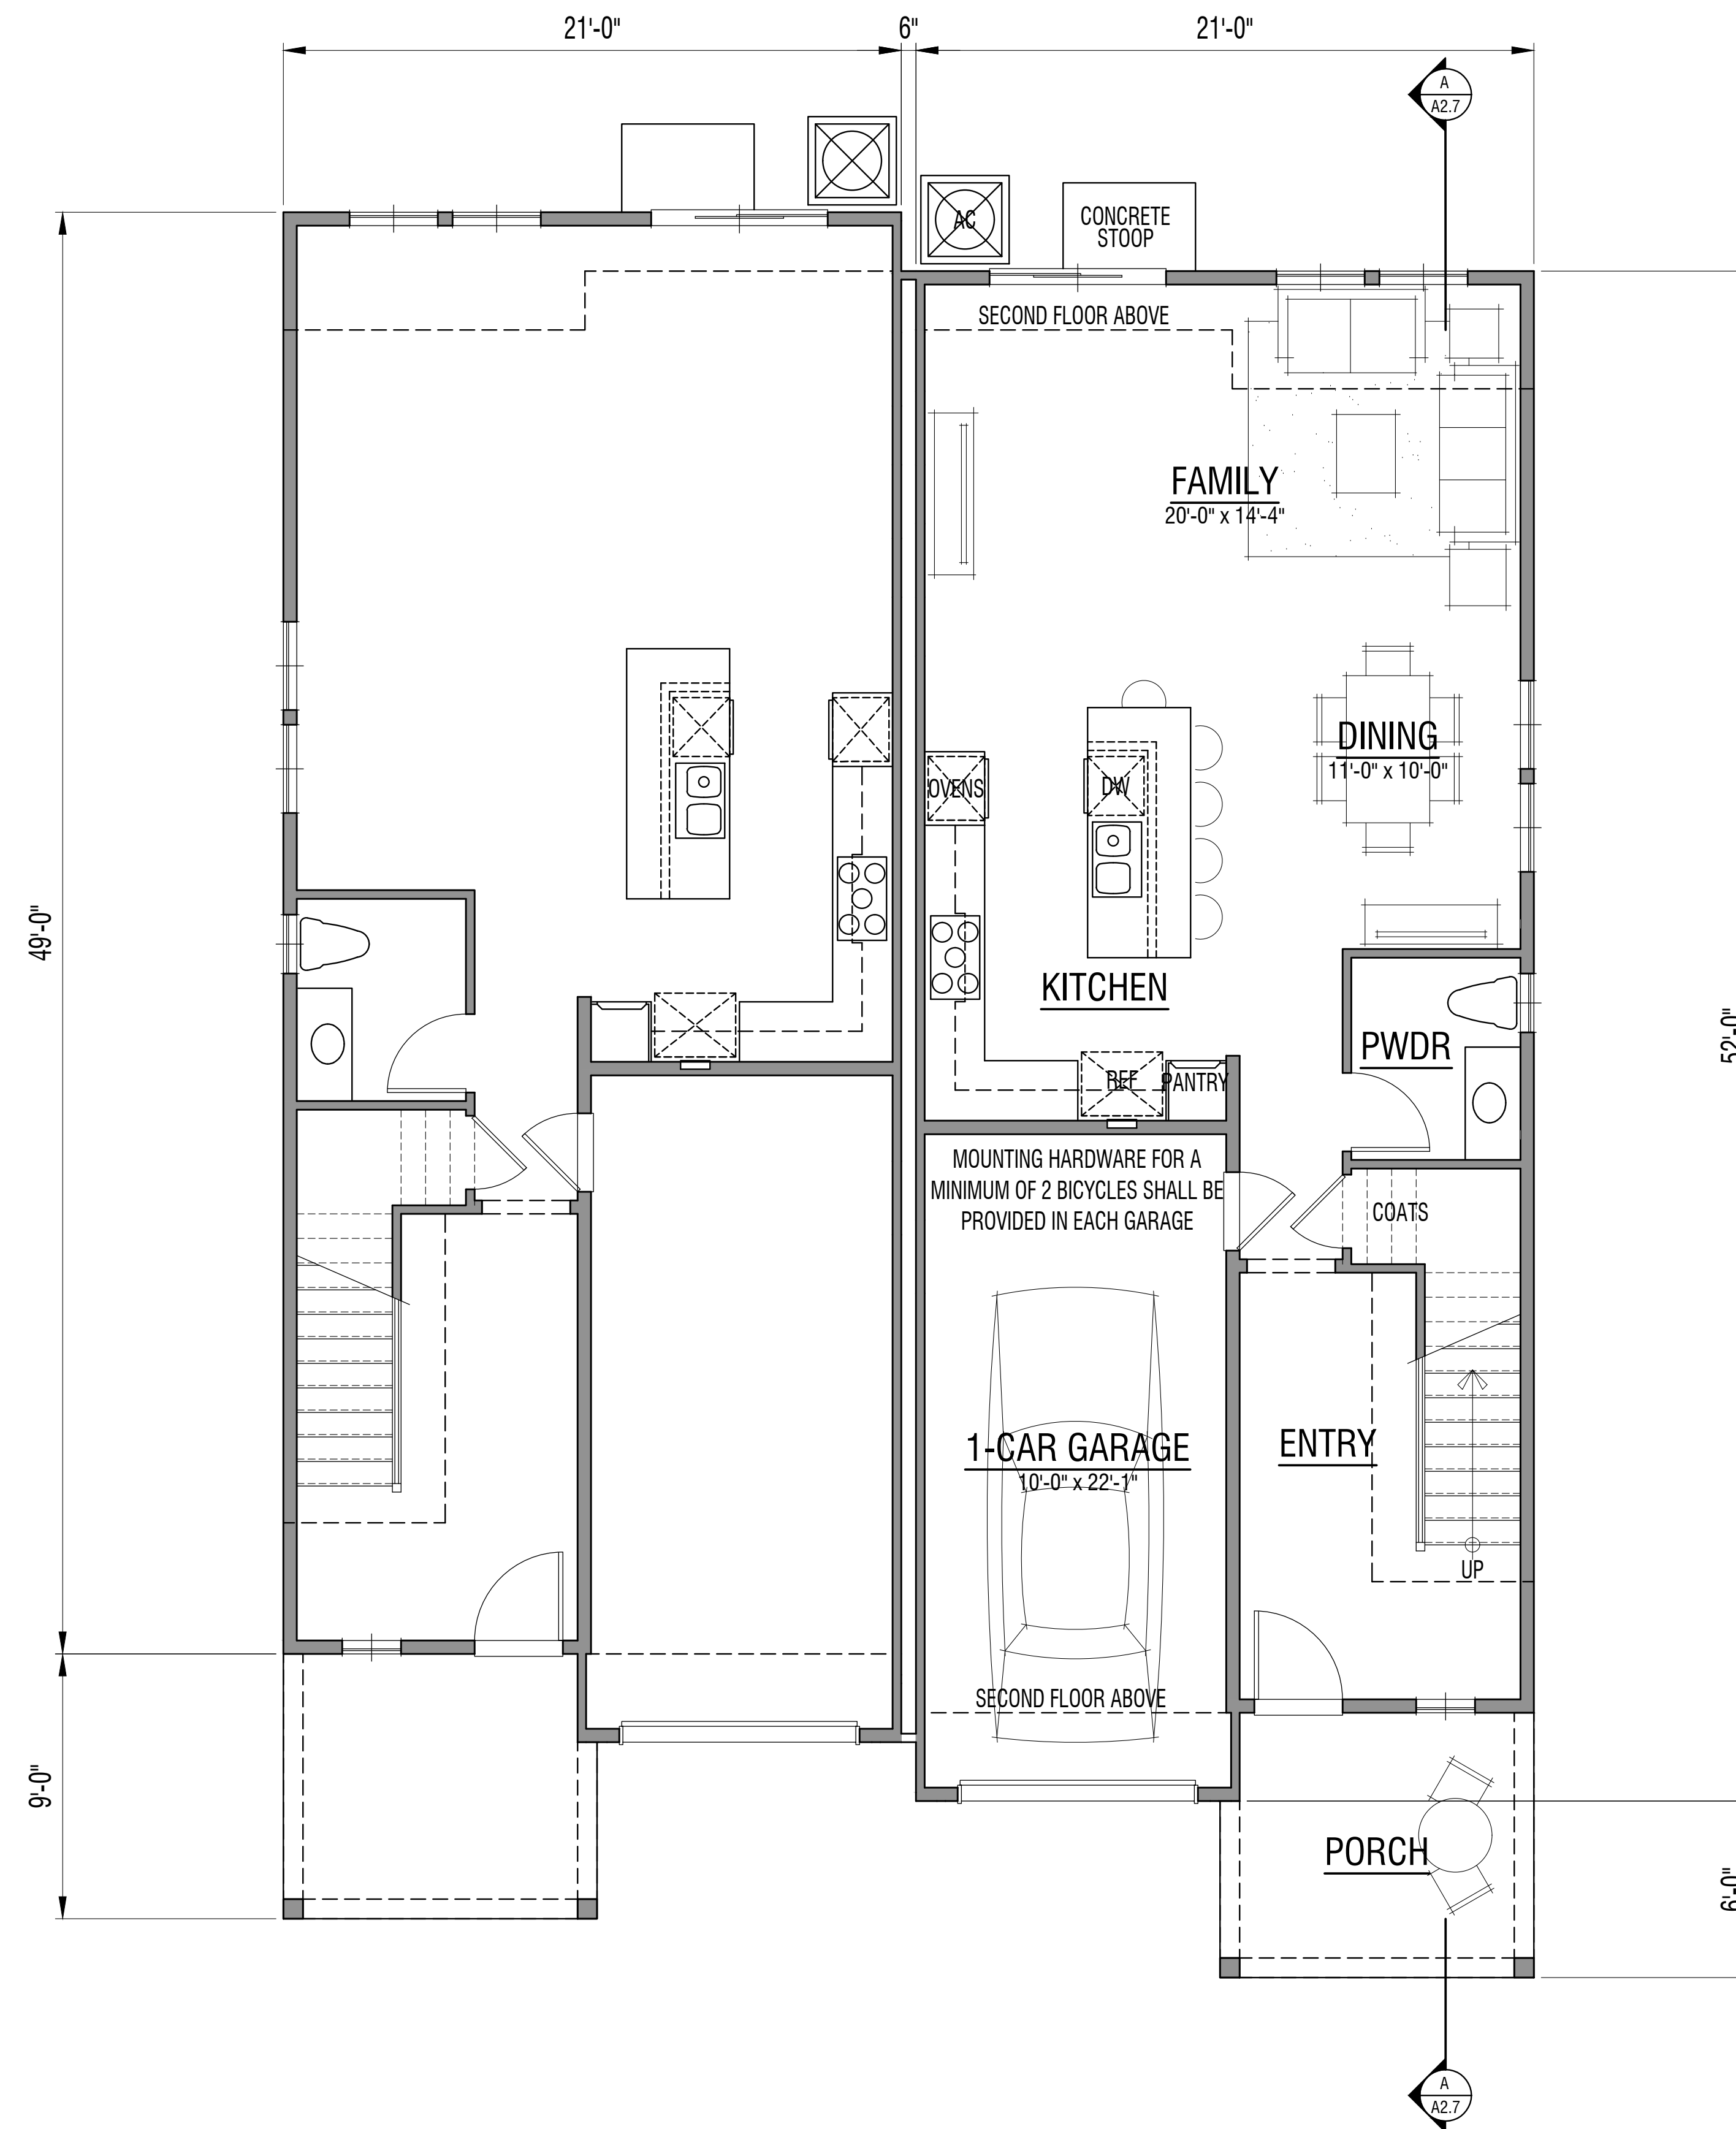 21'-0"
6"
21'-0"
A
A2.7
AC
CONCRETE
STOOP
SECOND FLOOR ABOVE
FAMILY
20'-0" x 14'-4"
DINING
11'-0" x 10'-0"
OVENS
DW
49'-0"
KITCHEN
52'-0"
PWDR
REF
PANTRY
MOUNTING HARDWARE FOR A
MINIMUM OF 2 BICYCLES SHALL BE
PROVIDED IN EACH GARAGE
COATS
1-CAR GARAGE
10'-0" x 22'-1"
ENTRY
UP
SECOND FLOOR ABOVE
9'-0"
PORCH
6'-0"
A
A2.7